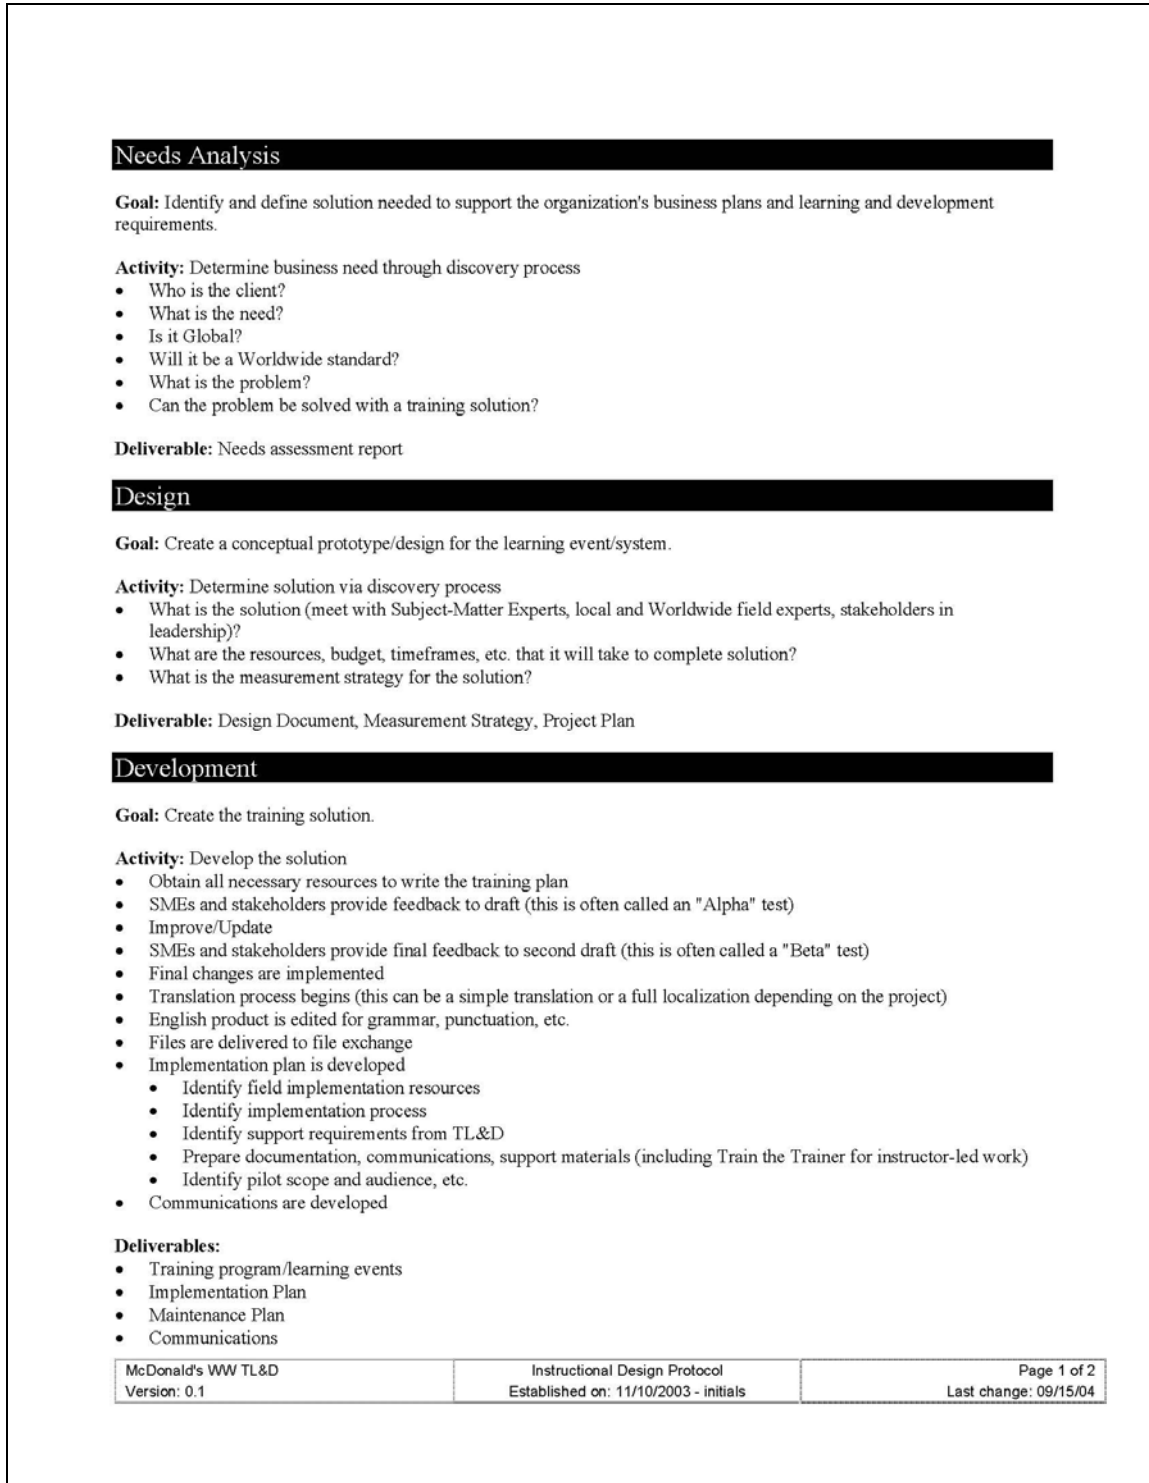 Needs Analysis
Goal: Identify and define solution needed to support the organization's business plans and learning and development
requirements.
Activity: Determine business need through discovery process
• Who is the client?
• What is the need?
• Is it Global?
• Will it be a Worldwide standard?
• What is the problem?
• Can the problem be solved with a training solution?
Deliverable: Needs assessment report
Design
Goal: Create a conceptual prototype/design for the learning event/system.
Activity: Determine solution via discovery process
• What is the solution (meet with Subject-Matter Experts, local and Worldwide field experts, stakeholders in
leadership)?
• What are the resources, budget, timeframes, etc. that it will take to complete solution?
• What is the measurement strategy for the solution?
Deliverable: Design Document, Measurement Strategy, Project Plan
Development
Goal: Create the training solution.
Activity: Develop the solution
• Obtain all necessary resources to write the training plan
• SMEs and stakeholders provide feedback to draft (this is often called an "Alpha" test)
• Improve/Update
• SMEs and stakeholders provide final feedback to second draft (this is often called a "Beta" test)
• Final changes are implemented
• Translation process begins (this can be a simple translation or a full localization depending on the project)
• English product is edited for grammar, punctuation, etc.
• Files are delivered to file exchange
• Implementation plan is developed
• Identify field implementation resources
• Identify implementation process
• Identify support requirements from TL&D
• Prepare documentation, communications, support materials (including Train the Trainer for instructor-led work)
• Identify pilot scope and audience, etc.
• Communications are developed
Deliverables:
• Training program/learning events
• Implementation Plan
• Maintenance Plan
• Communications
McDonald's WW TL&D Instructional Design Protocol Page 1 of 2
Version: 0.1 Established on: 11/10/2003 - initials Last change: 09/15/04